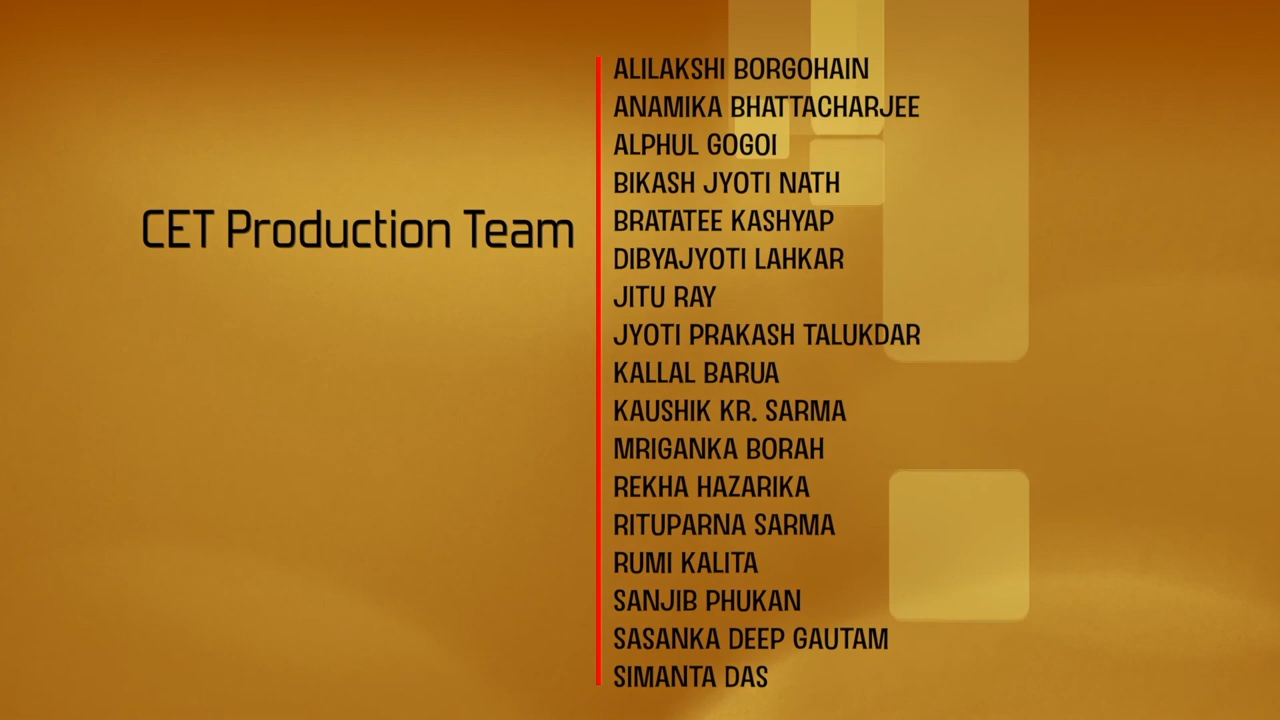 CET Production Team
ALILAKSHI BORGOHAIN
ANAMIKA BHATTACHARJEE
ALPHUL GOGOI
BIKASH JYOTI NATH
BRATATEE KASHYAP
DIBYAJYOTI LAHKAR
JITU RAY
JYOTI PRAKASH TALUKDAR
KALLAL BARUA
KAUSHIK KR. SARMA
MRIGANKA BORAH
REKHA HAZARIKA
RITUPARNA SARMA
RUMI KALITA
SANJIB PHUKAN
SASANKA DEEP GAUTAM
SIMANTA DAS